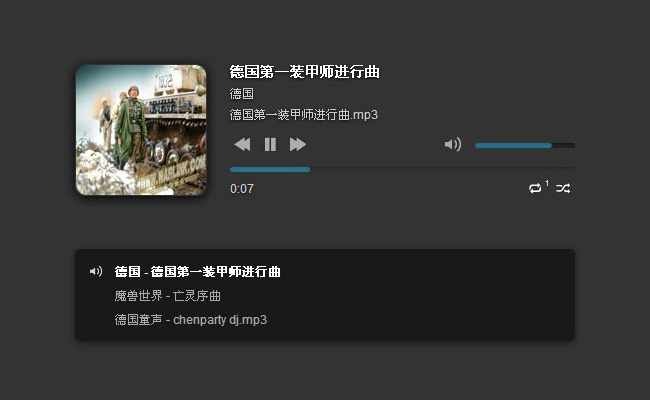 德国第一装甲师进行曲
德国
德国第一装甲师进行曲.mp3
0:07
1
德国 - 德国第一装甲师进行曲
魔兽世界 - 亡灵序曲
德国童声 - chenparty dj.mp3